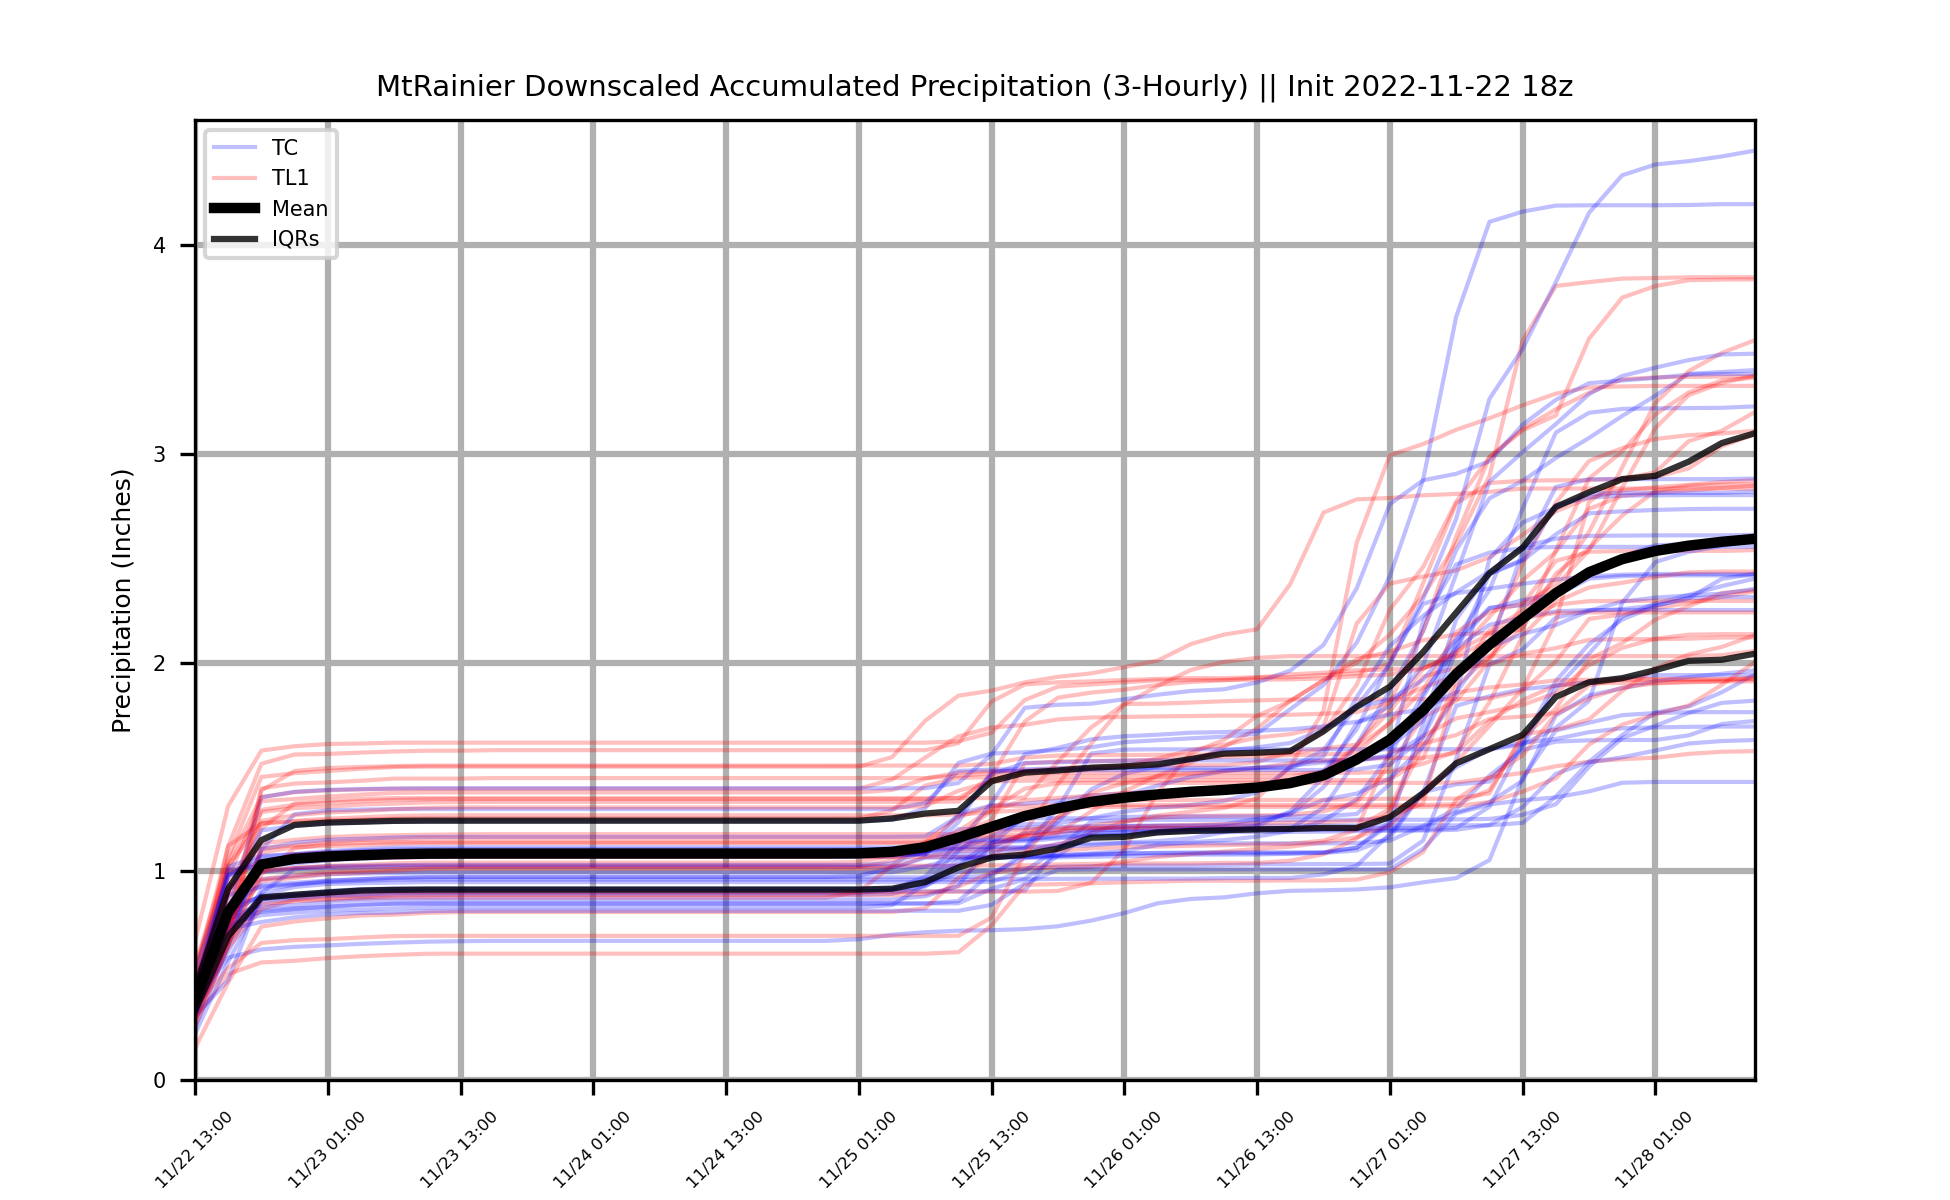 MtRainier Downscaled Accumulated Precipitation (3-Hourly) || Init 2022-11-22 18z
TC
TL1
Mean
IQRs
Precipitation (Inches)
4
3
2
1
0
11/22 13:00
11/23 01:00
11/23 13:00
11/24 01:00
11/24 13:00
11/25 01:00
11/25 13:00
11/26 01:00
11/26 13:00
11/27 01:00
11/27 13:00
11/28 01:00